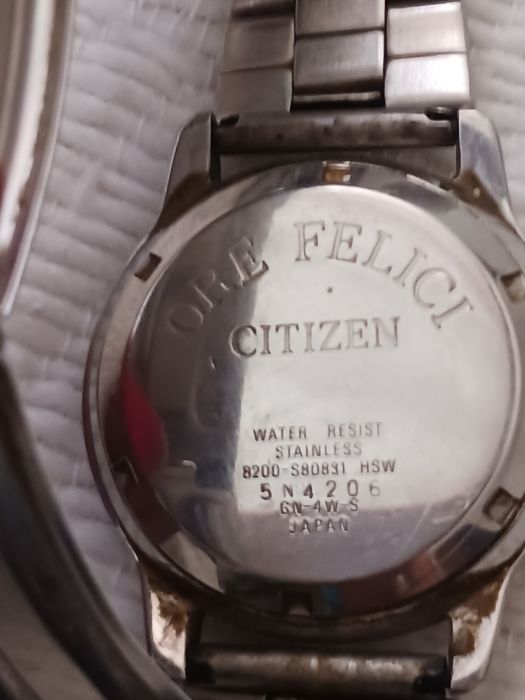 ORE FELICI
CITIZEN
WATER RESIST
STAINLESS
8200-S80831 HSW
5N4206
GN-4W-S
JAPAN